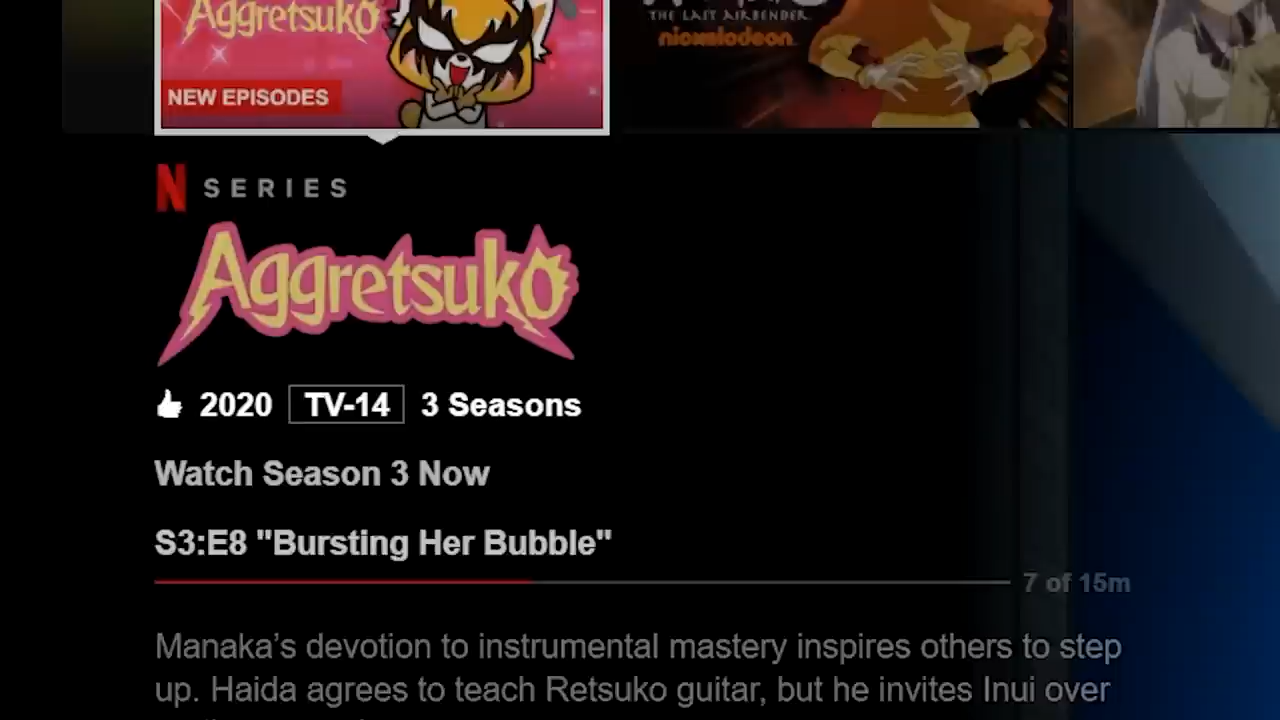 Aggretsuko
THE LAST AIRBENDER
nickelodeon
NEW EPISODES
N SERIES
Aggretsuko
2020 TV-14 3 Seasons
Watch Season 3 Now
S3:E8 "Bursting Her Bubble"
7 of 15m
Manaka’s devotion to instrumental mastery inspires others to step
up. Haida agrees to teach Retsuko guitar, but he invites Inui over